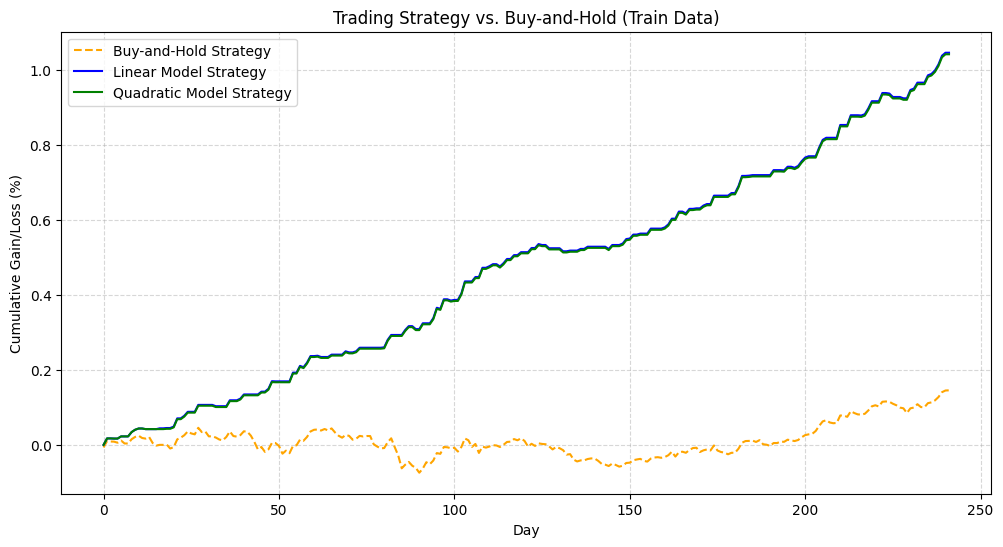 Trading Strategy vs. Buy-and-Hold (Train Data)
Buy-and-Hold Strategy
Linear Model Strategy
Quadratic Model Strategy
Cumulative Gain/Loss (%)
1.0
0.8
0.6
0.4
0.2
0.0
0
50
100
150
200
250
Day